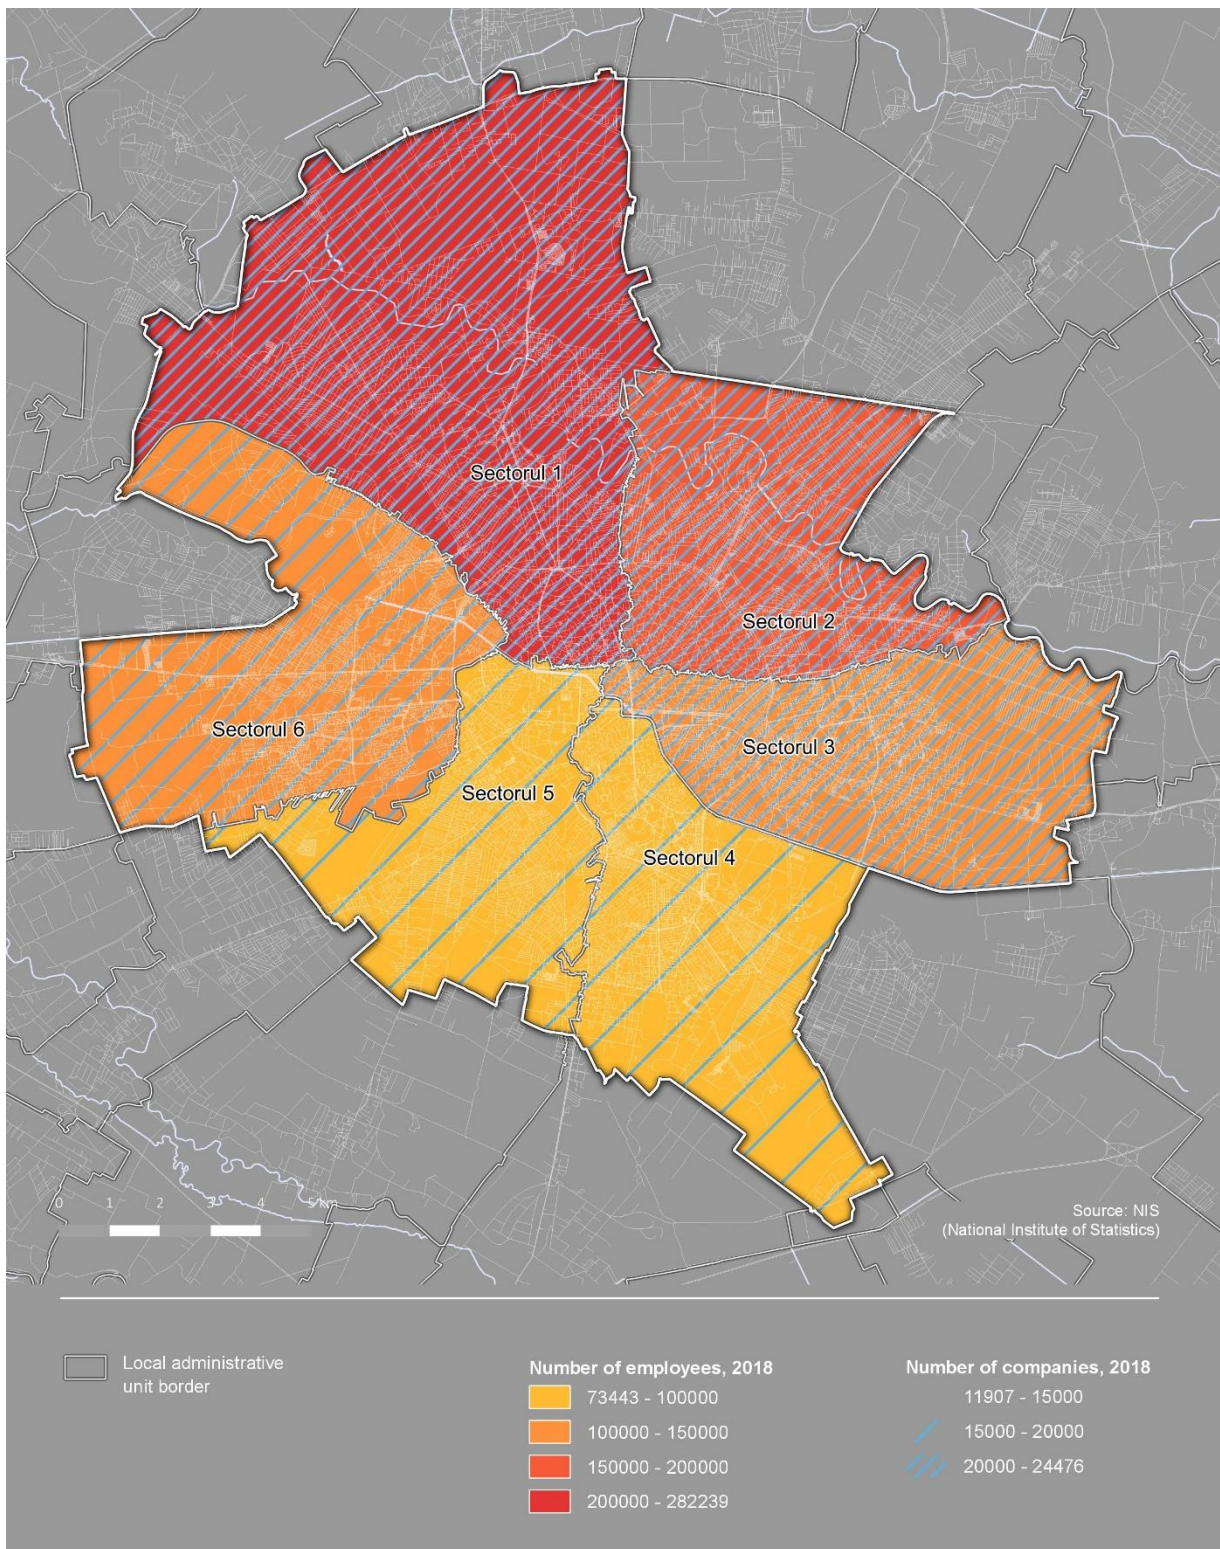 Sectorul 1
Sectorul 2
Sectorul 6
Sectorul 3
Sectorul 5
Sectorul 4
0 1 2 3 4 5 km
Source: NIS
(National Institute of Statistics)
Local administrative
unit border
Number of employees, 2018
73443 - 100000
100000 - 150000
150000 - 200000
200000 - 282239
Number of companies, 2018
11907 - 15000
15000 - 20000
20000 - 24476